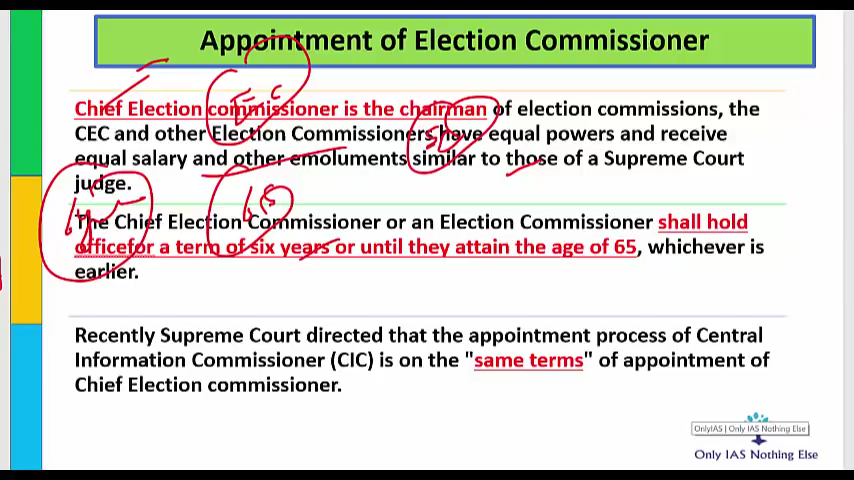 Appointment of Election Commissioner
Chief Election commissioner is the chairman of election commissions, the
CEC and other Election Commissioners have equal powers and receive
equal salary and other emoluments similar to those of a Supreme Court
judge.
The Chief Election Commissioner or an Election Commissioner shall hold
officefor a term of six years or until they attain the age of 65, whichever is
earlier.
Recently Supreme Court directed that the appointment process of Central
Information Commissioner (CIC) is on the "same terms" of appointment of
Chief Election commissioner.
OnlyIAS | Only IAS Nothing Else
Only IAS Nothing Else